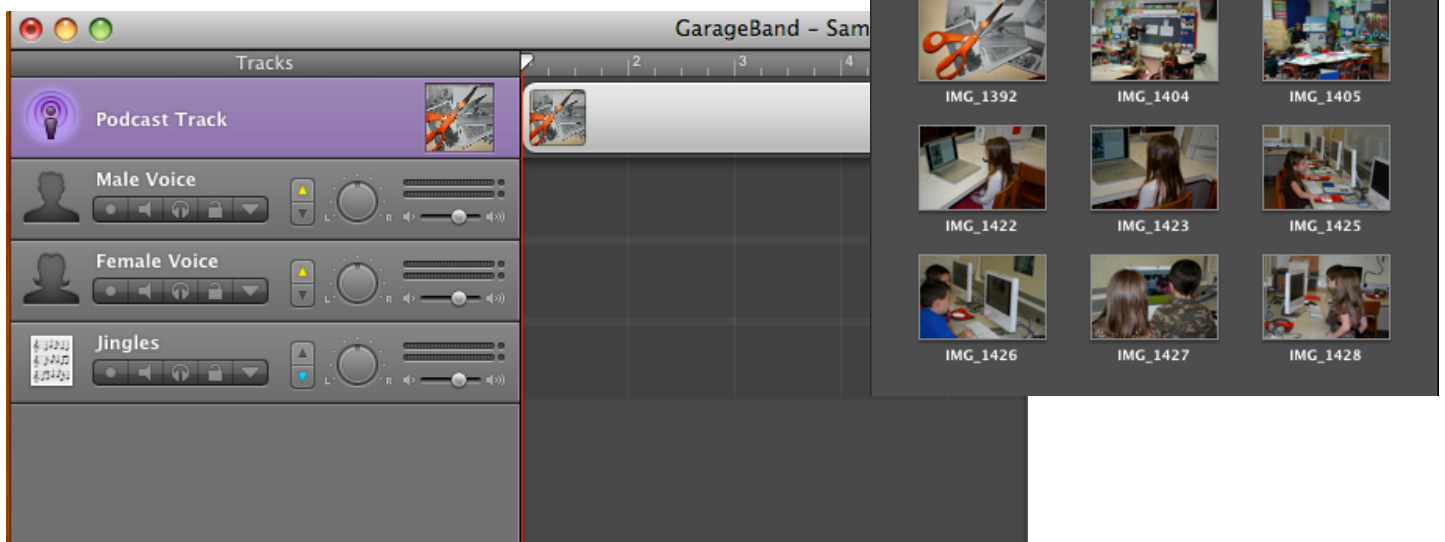 GarageBand – Sam
Tracks
2 3 4
Podcast Track
Male Voice
L R
Female Voice
L R
Jingles
L R
IMG_1392 IMG_1404 IMG_1405
IMG_1422 IMG_1423 IMG_1425
IMG_1426 IMG_1427 IMG_1428